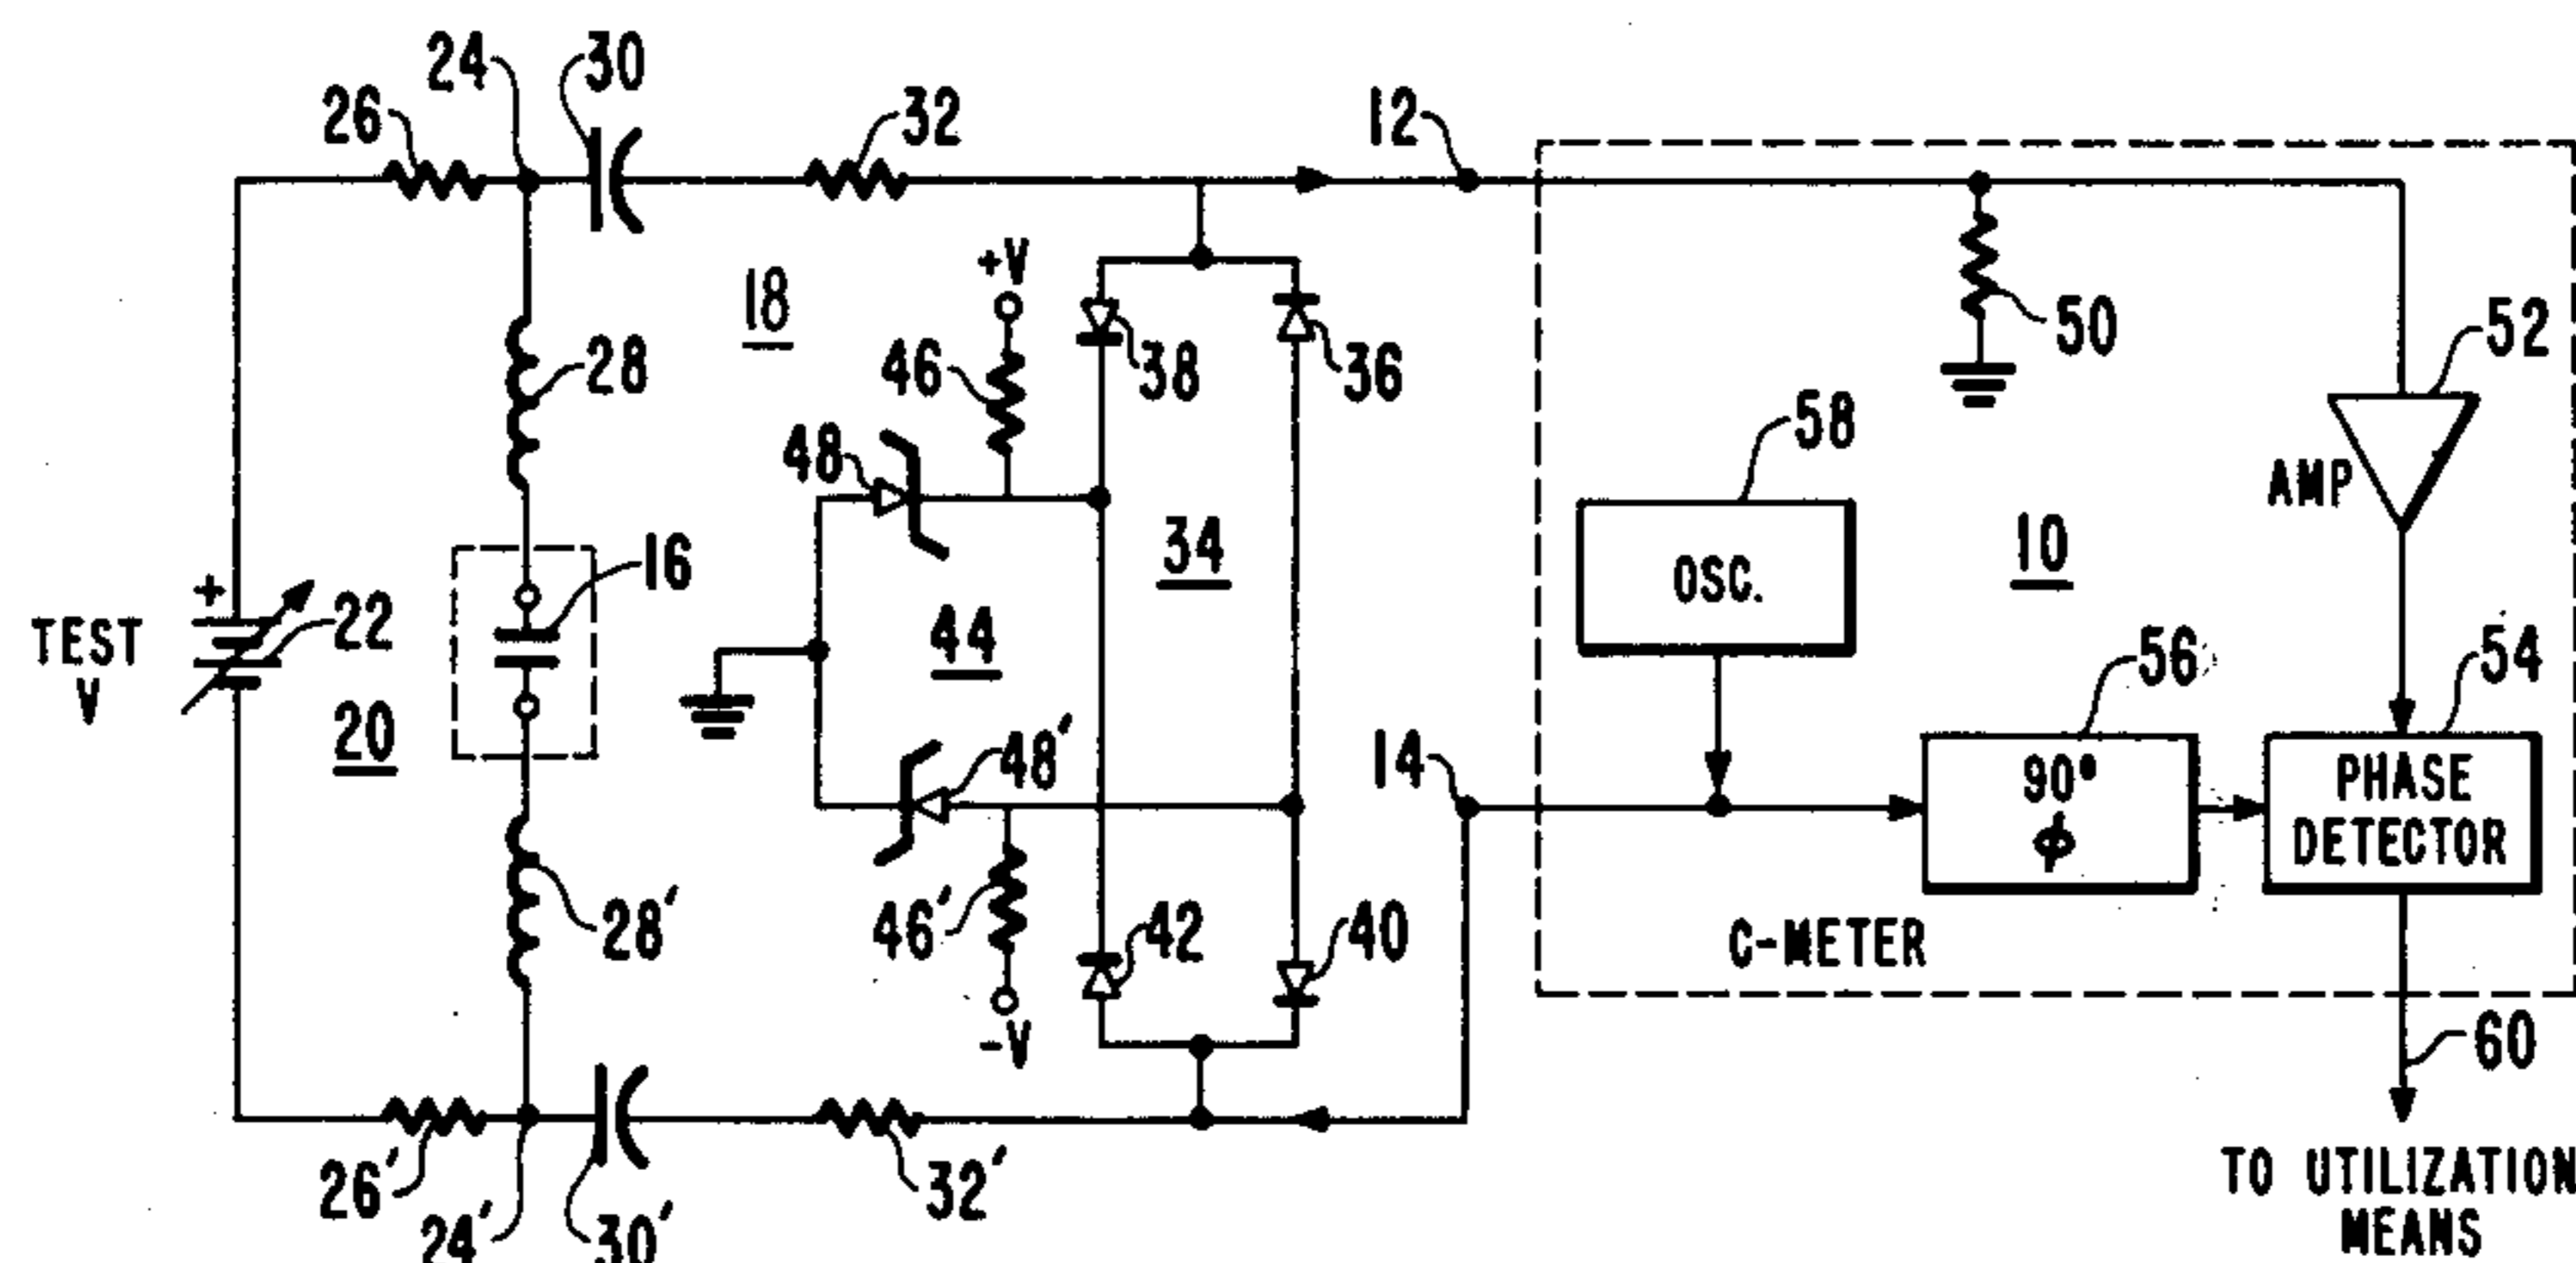 24
30
26
32
12
+V
18
28
46
38
36
50
52
48
58
AMP
34
OSC.
10
16
+
TEST
V
22
44
56
54
20
48'
14
90°
ϕ
PHASE
DETECTOR
28'
46'
42
40
C-METER
-V
60
26'
24'
30'
32'
TO UTILIZATION
MEANS